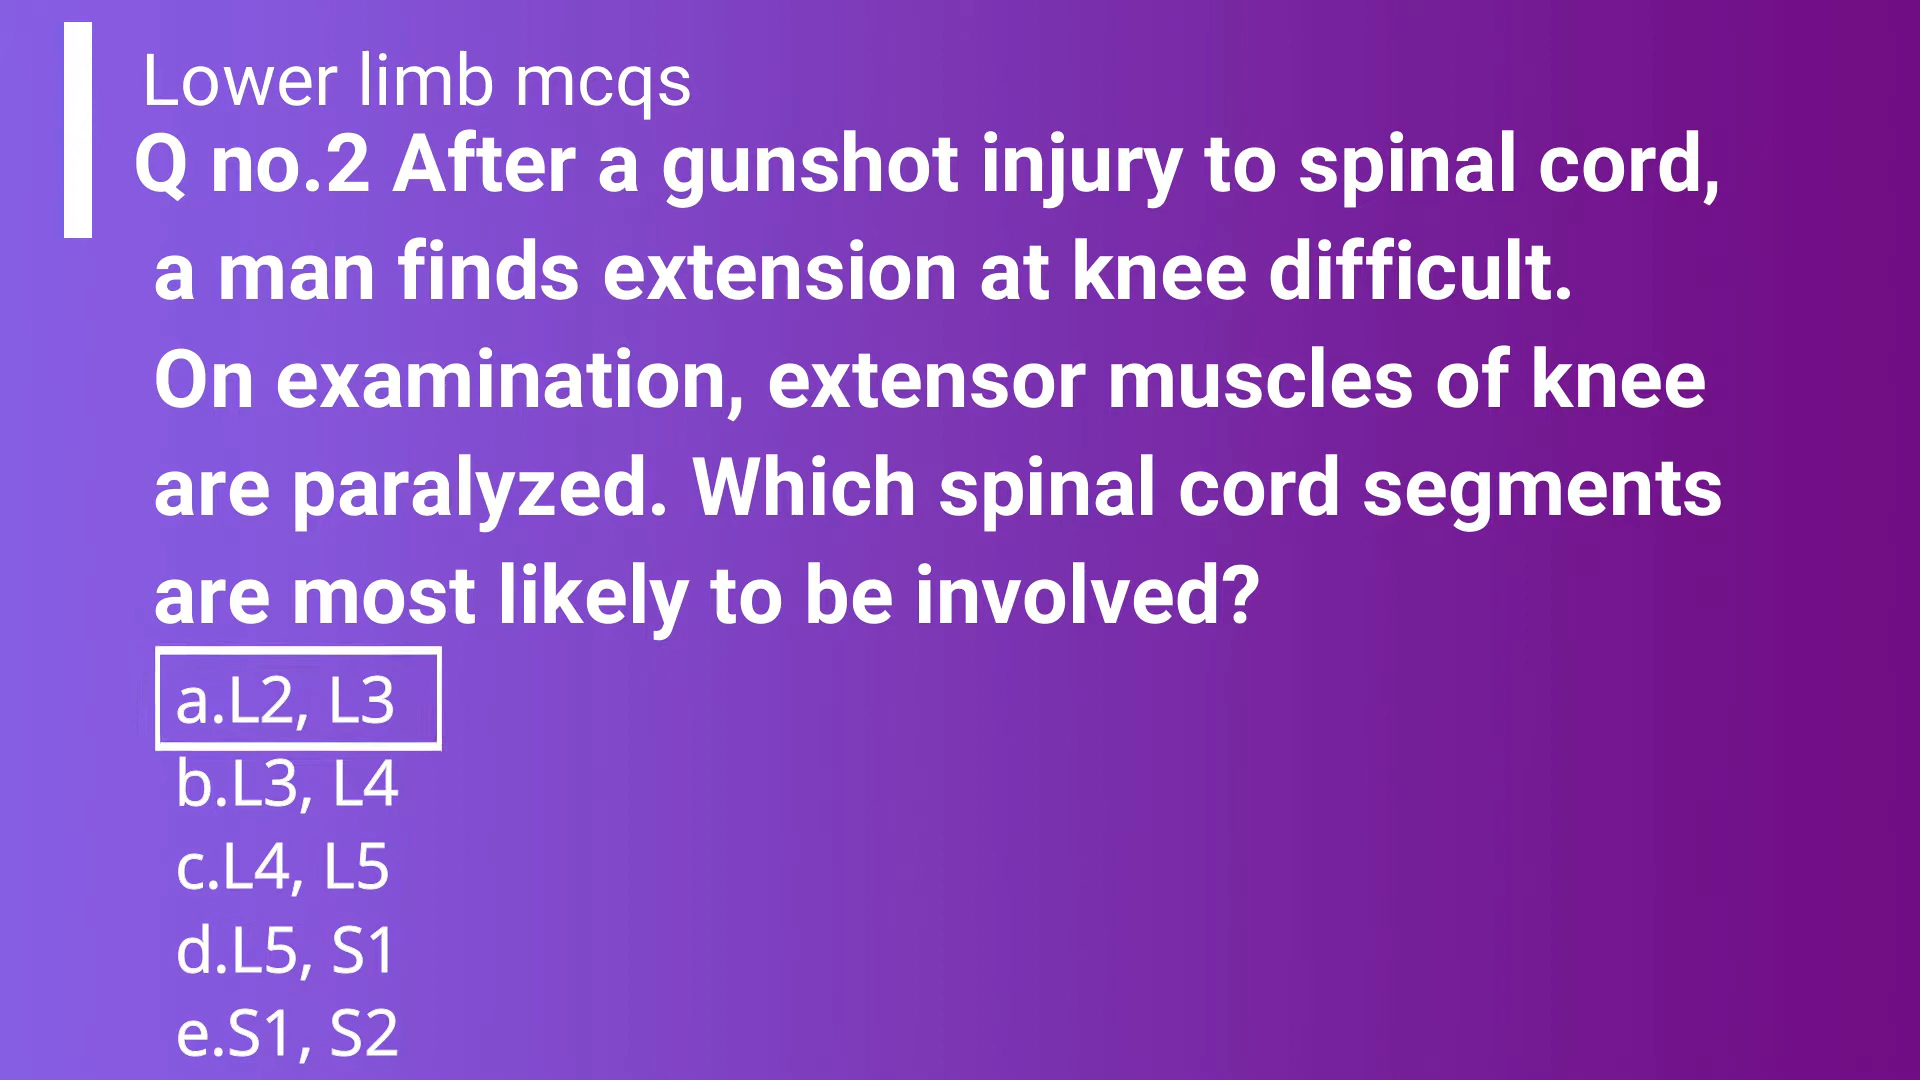 Lower limb mcqs
Q no.2 After a gunshot injury to spinal cord,
a man finds extension at knee difficult.
On examination, extensor muscles of knee
are paralyzed. Which spinal cord segments
are most likely to be involved?
a.L2, L3
b.L3, L4
c.L4, L5
d.L5, S1
e.S1, S2